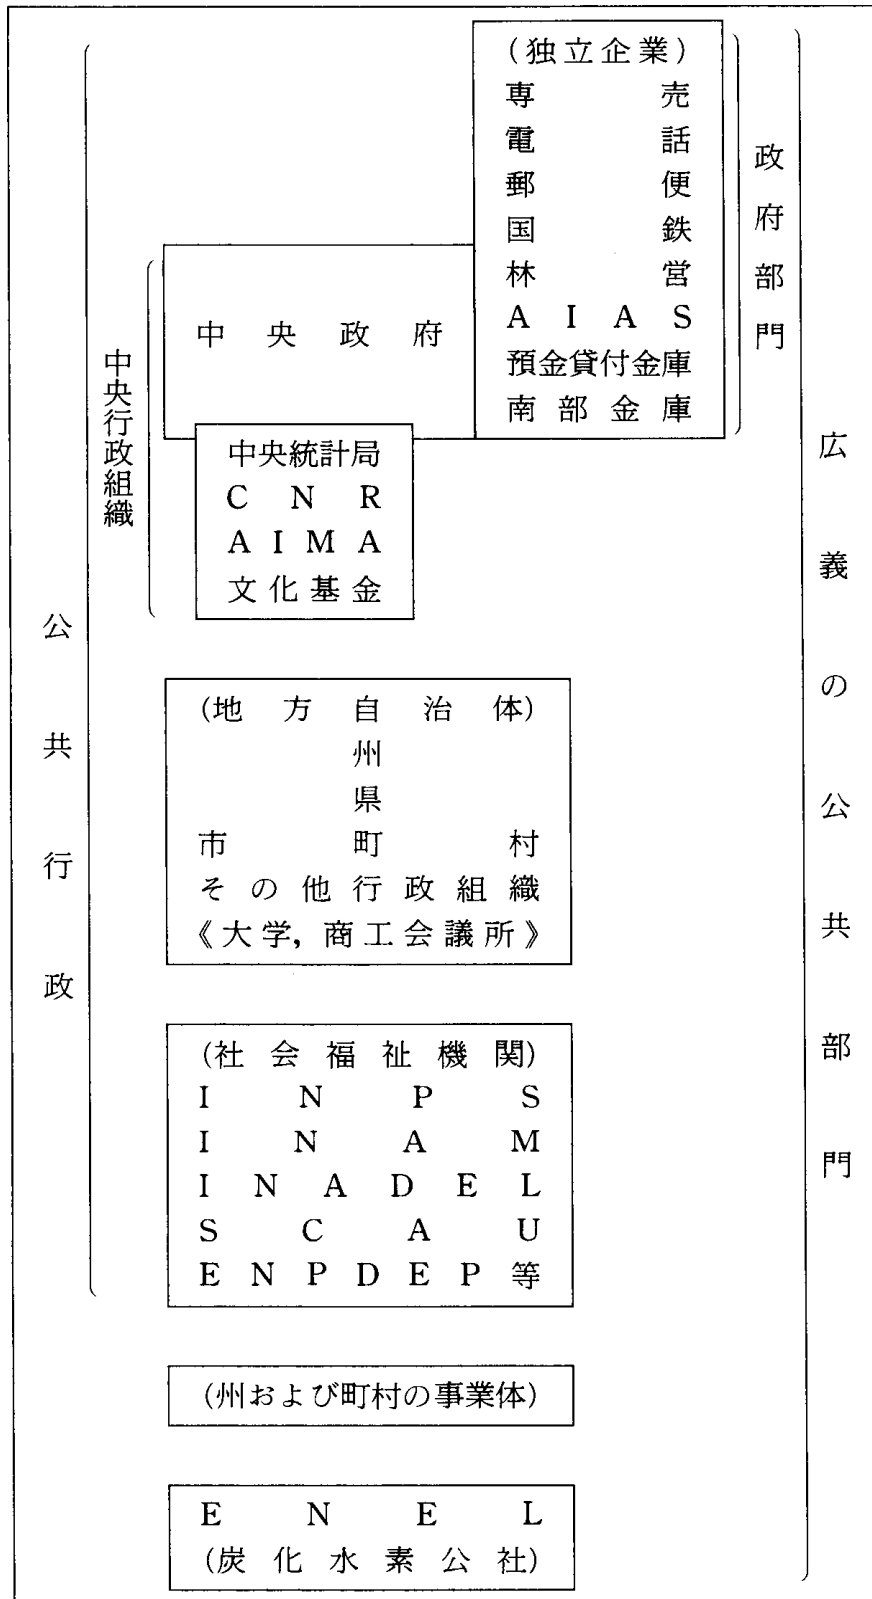 (独立企業)
専売
電話
郵便
国鉄
林営
AIAS
預金貸付金庫
南部金庫
政府部門
中央政府
中央行政組織
中央統計局
CNR
AIMA
文化基金
広義の公共部門
公共行政
(地方自治体)
州
県
市町村
その他行政組織
《大学,商工会議所》
(社会福祉機関)
INPS
INAM
INADEL
SCAU
ENPDEP等
(州および町村の事業体)
ENEL
(炭化水素公社)